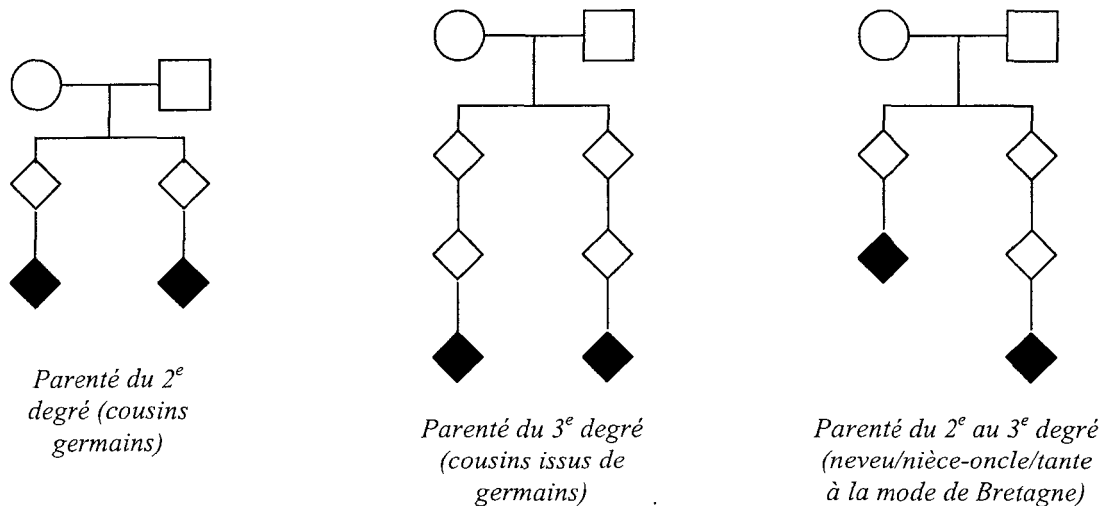 Parenté du 2e
degré (cousins
germains)
Parenté du 3e degré
(cousins issus de
germains)
Parenté du 2e au 3e degré
(neveu/nièce-oncle/tante
à la mode de Bretagne)